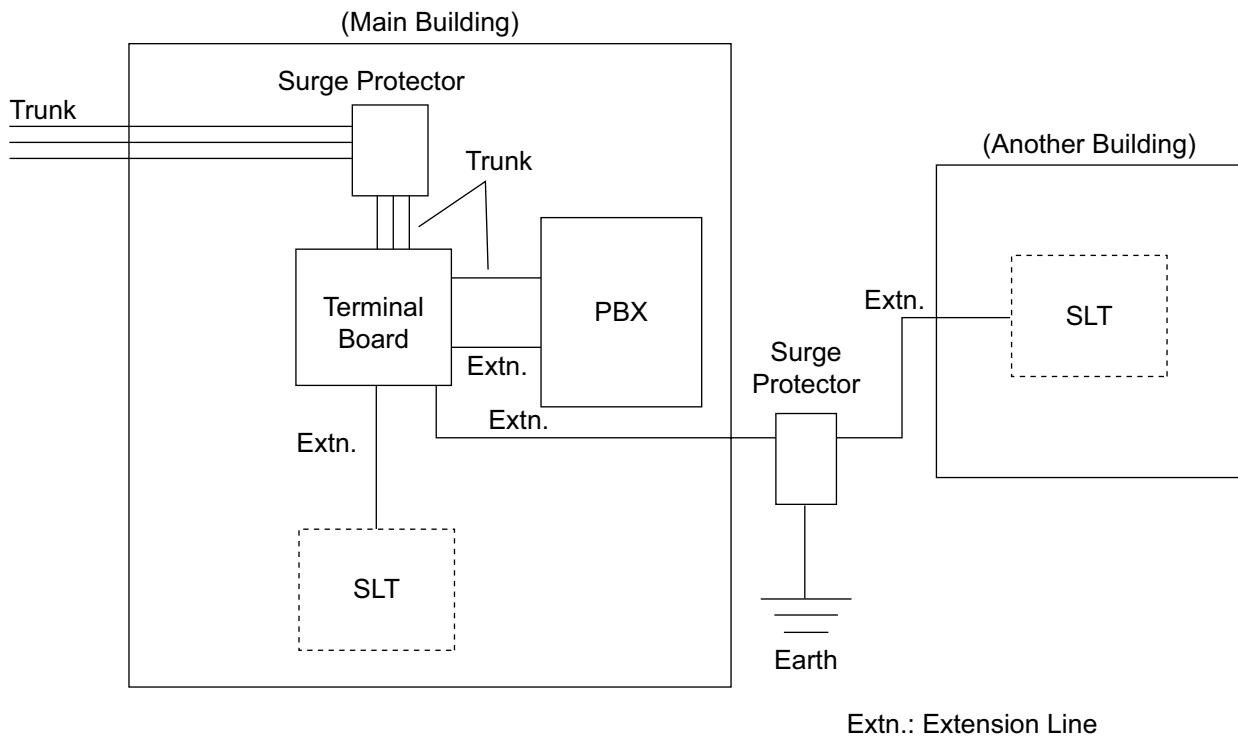 (Main Building)
Surge Protector
Trunk
Trunk
(Another Building)
Terminal
Board
PBX
Extn.
SLT
Surge
Protector
Extn.
Extn.
Extn.
SLT
Earth
Extn.: Extension Line